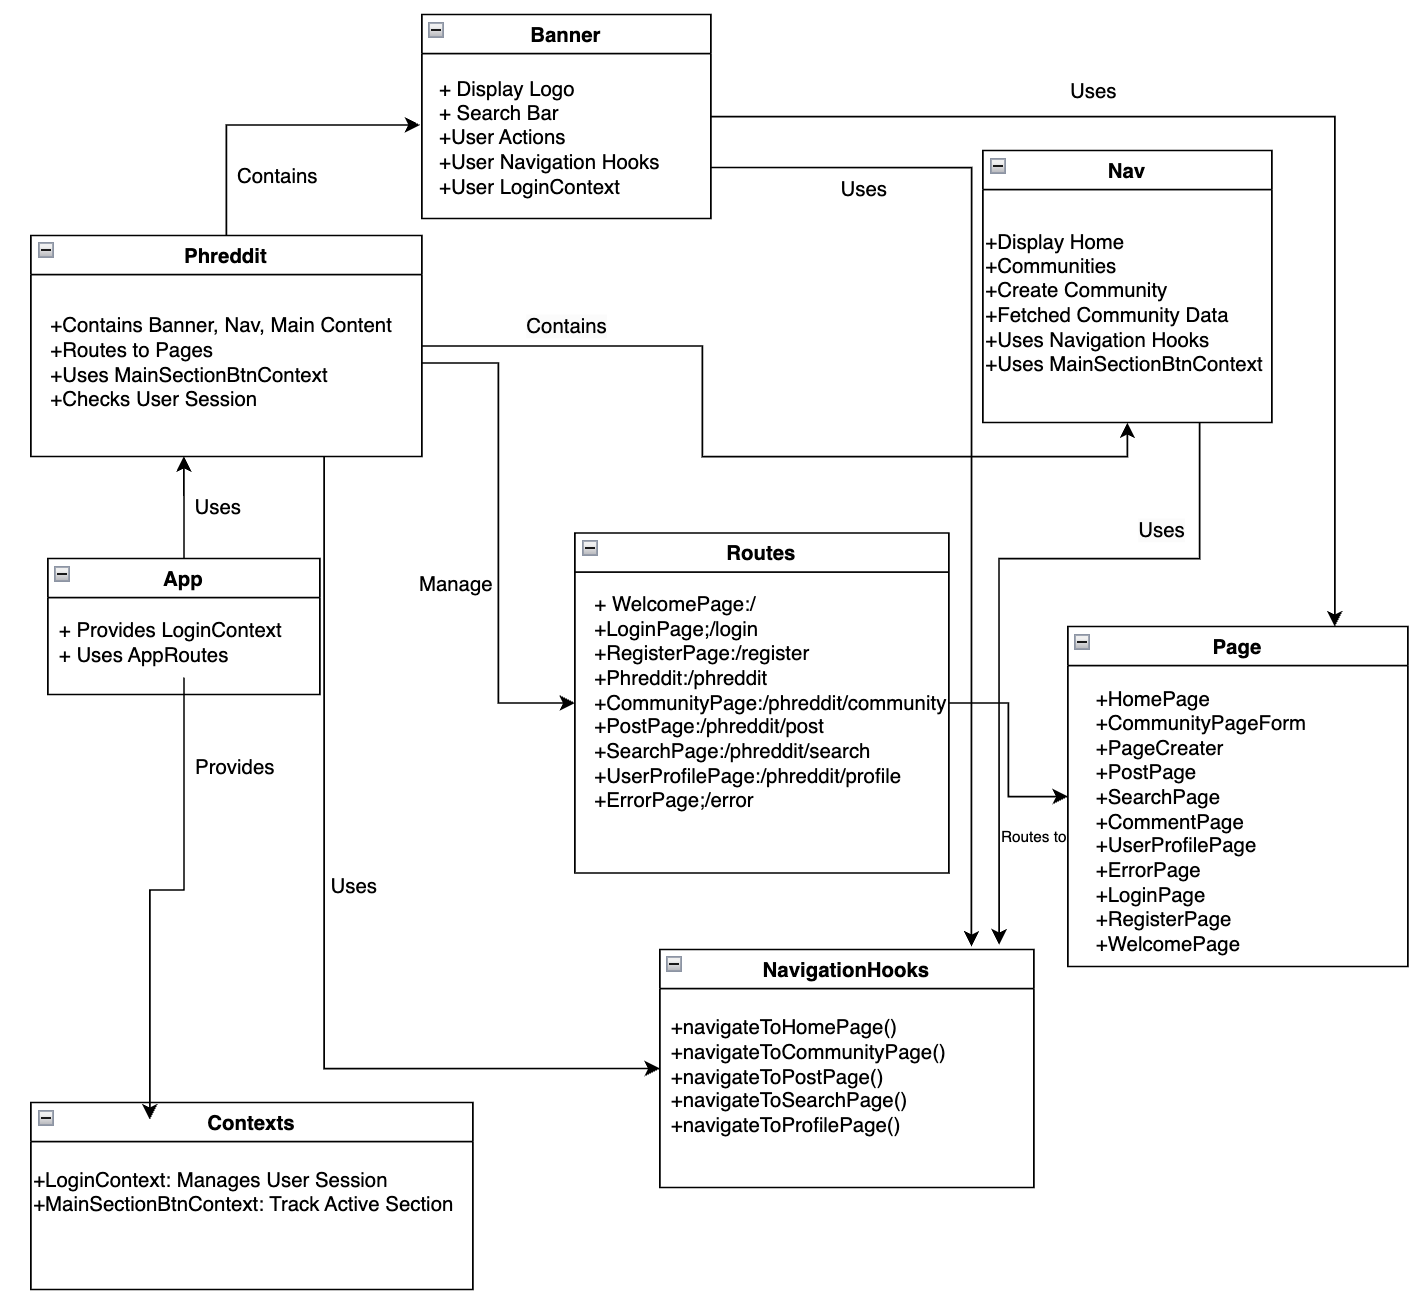 Banner
+ Display Logo
+ Search Bar
+User Actions
+User Navigation Hooks
+User LoginContext
Uses
Uses
Contains
Nav
+Display Home
+Communities
+Create Community
+Fetched Community Data
+Uses Navigation Hooks
+Uses MainSectionBtnContext
Phreddit
+Contains Banner, Nav, Main Content
+Routes to Pages
+Uses MainSectionBtnContext
+Checks User Session
Contains
Uses
Manage
Uses
App
+ Provides LoginContext
+ Uses AppRoutes
Routes
+ WelcomePage:/
+LoginPage;/login
+RegisterPage:/register
+Phreddit:/phreddit
+CommunityPage:/phreddit/community
+PostPage:/phreddit/post
+SearchPage:/phreddit/search
+UserProfilePage:/phreddit/profile
+ErrorPage;/error
Page
+HomePage
+CommunityPageForm
+PageCreater
+PostPage
+SearchPage
+CommentPage
+UserProfilePage
+ErrorPage
+LoginPage
+RegisterPage
+WelcomePage
Routes to
Provides
Uses
NavigationHooks
+navigateToHomePage()
+navigateToCommunityPage()
+navigateToPostPage()
+navigateToSearchPage()
+navigateToProfilePage()
Contexts
+LoginContext: Manages User Session
+MainSectionBtnContext: Track Active Section